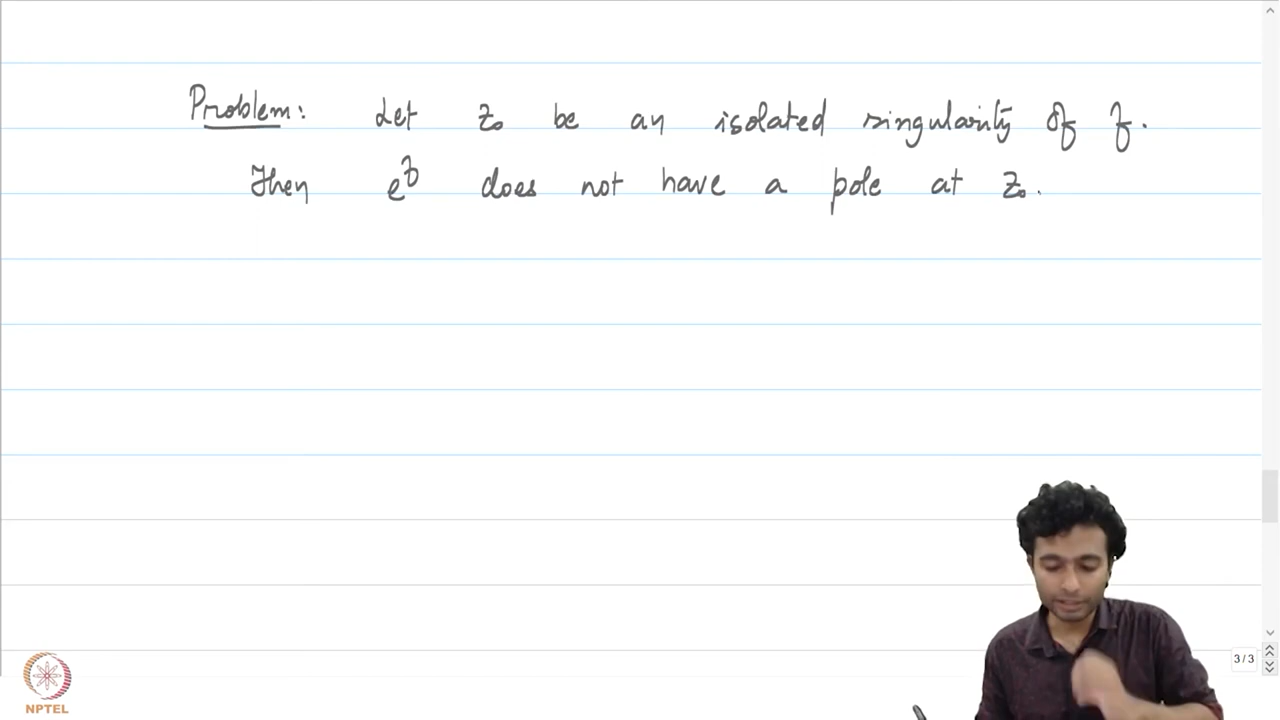 Problem: Let z₀ be an isolated singularity of f.
Then e^f does not have a pole at z₀.
3/3
NPTEL